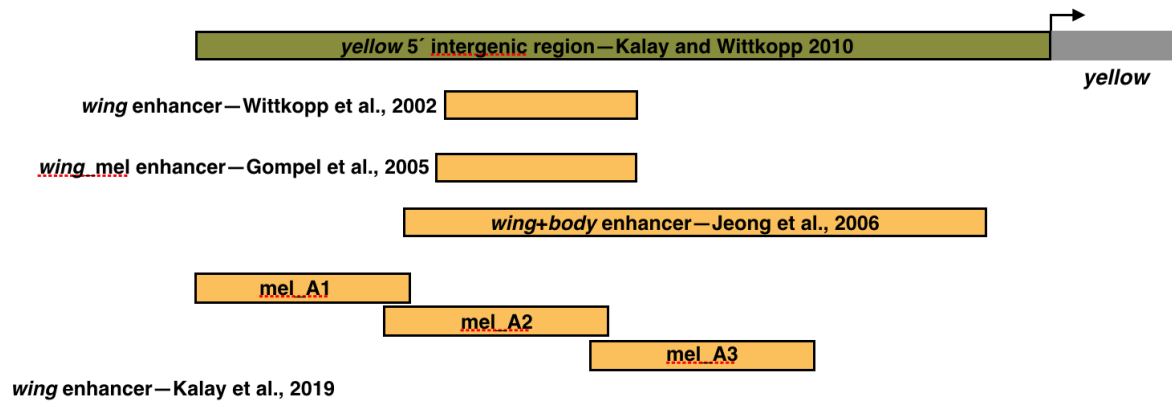 yellow 5´ intergenic region—Kalay and Wittkopp 2010
yellow
wing enhancer—Wittkopp et al., 2002
wing_mel enhancer—Gompel et al., 2005
wing+body enhancer—Jeong et al., 2006
mel_A1
mel_A2
mel_A3
wing enhancer—Kalay et al., 2019